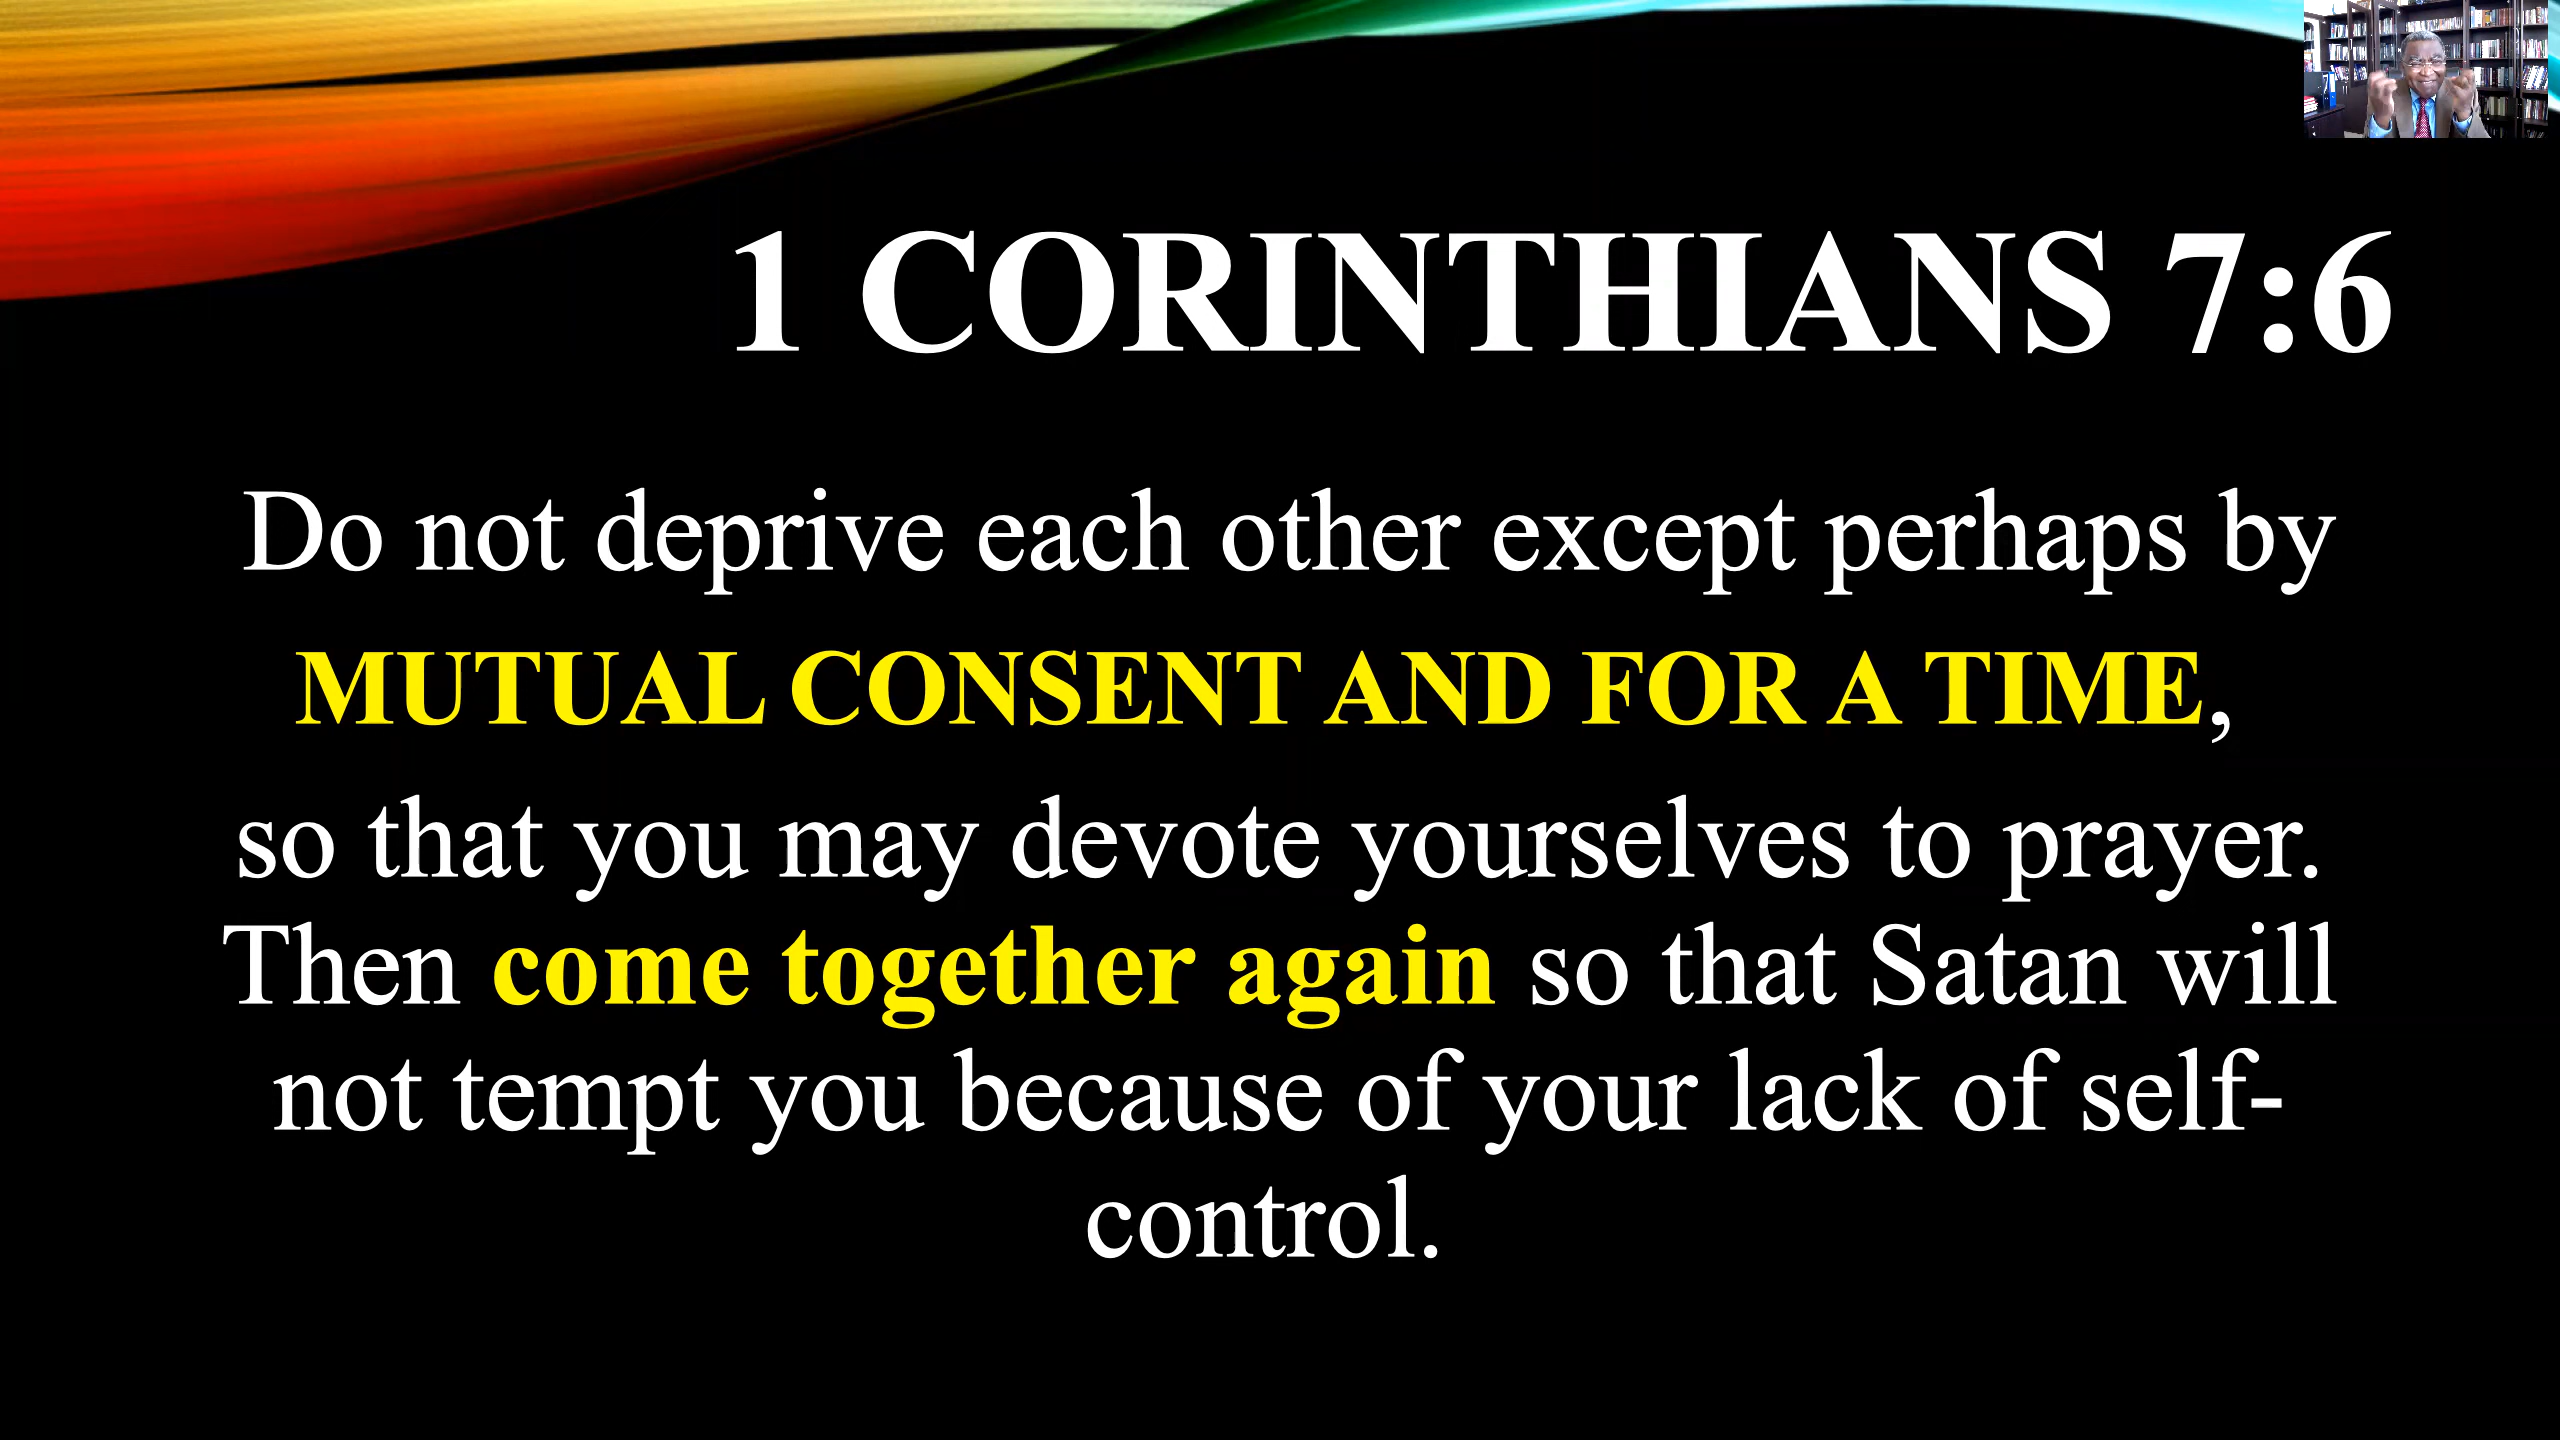 1 CORINTHIANS 7:6
Do not deprive each other except perhaps by
MUTUAL CONSENT AND FOR A TIME,
so that you may devote yourselves to prayer.
Then come together again so that Satan will
not tempt you because of your lack of self-
control.